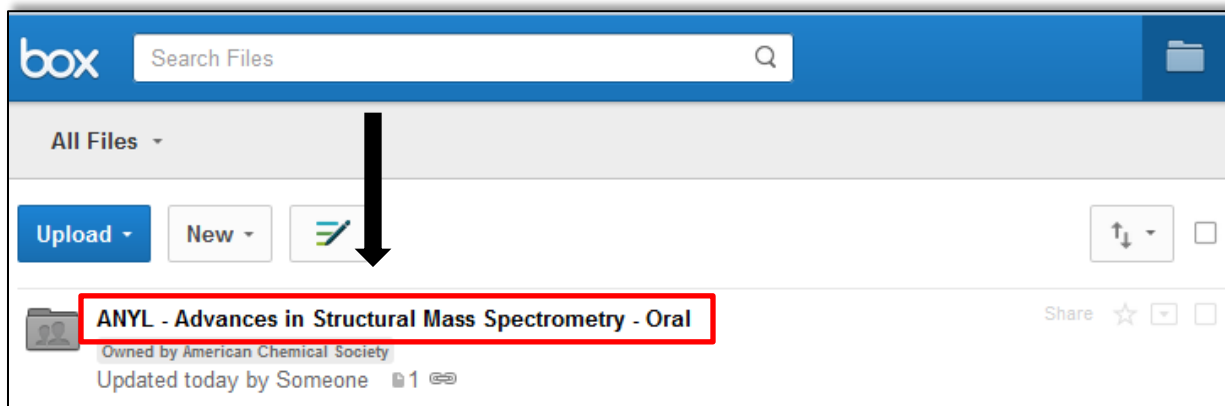 box
Search Files
All Files
Upload
New
ANYL - Advances in Structural Mass Spectrometry - Oral
Share
Owned by American Chemical Society
Updated today by Someone 1